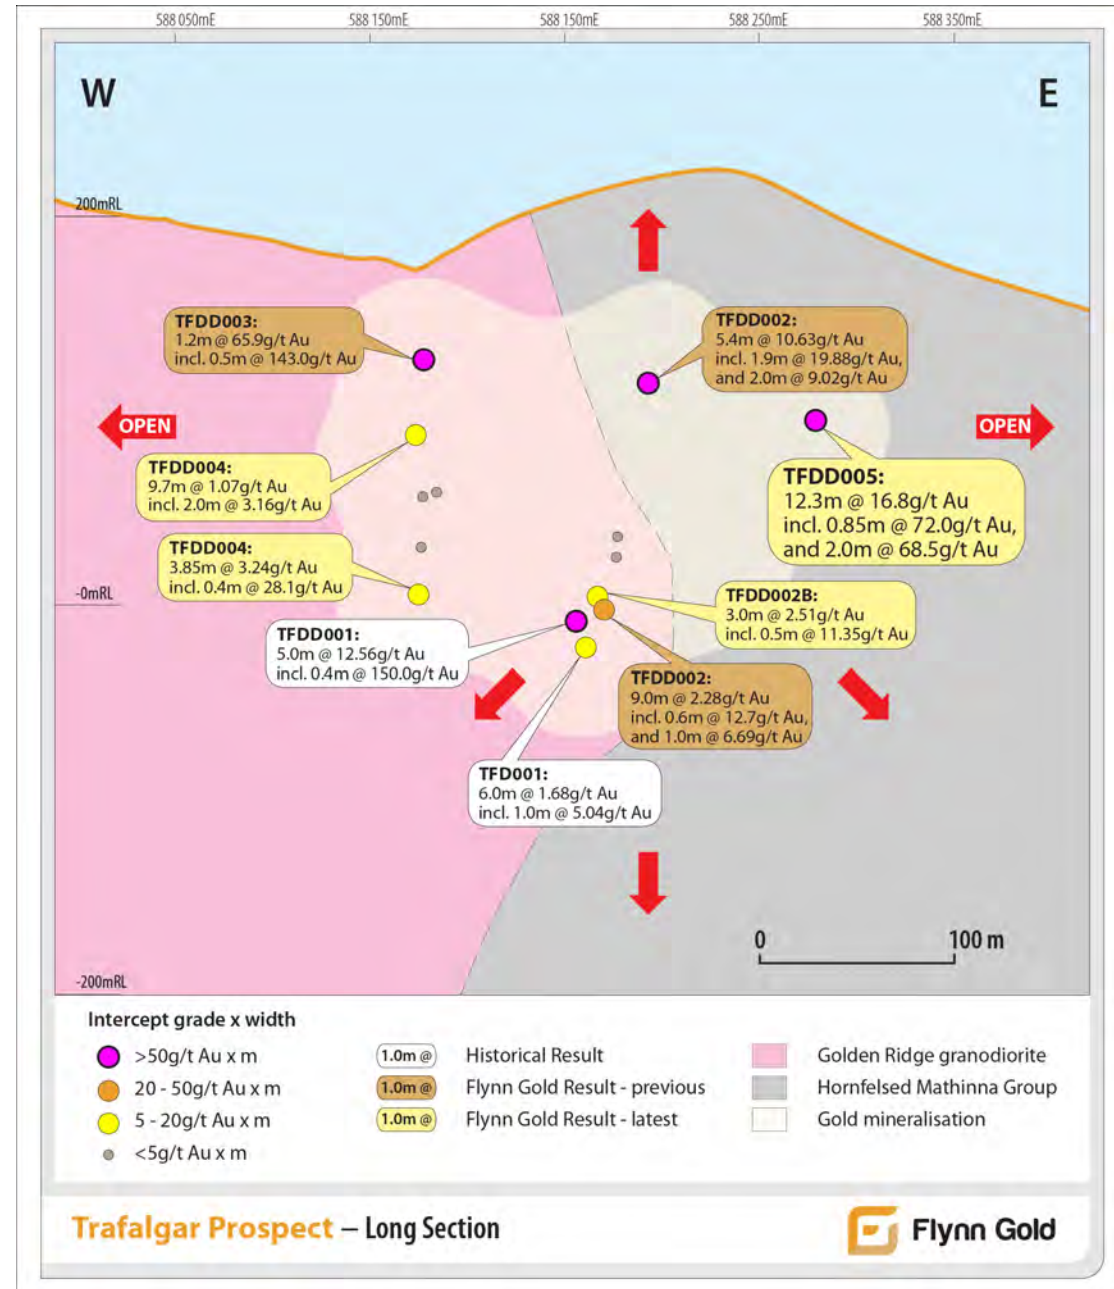 588 050mE 588 150mE 588 150mE 588 250mE 588 350mE
W
E
200mRL
TFDD003:
1.2m @ 65.9g/t Au
incl. 0.5m @ 143.0g/t Au
TFDD002:
5.4m @ 10.63g/t Au
incl. 1.9m @ 19.88g/t Au,
and 2.0m @ 9.02g/t Au
OPEN
OPEN
TFDD004:
9.7m @ 1.07g/t Au
incl. 2.0m @ 3.16g/t Au
TFDD005:
12.3m @ 16.8g/t Au
incl. 0.85m @ 72.0g/t Au,
and 2.0m @ 68.5g/t Au
TFDD004:
3.85m @ 3.24g/t Au
incl. 0.4m @ 28.1g/t Au
-0mRL
TFDD002B:
3.0m @ 2.51g/t Au
incl. 0.5m @ 11.35g/t Au
TFDD001:
5.0m @ 12.56g/t Au
incl. 0.4m @ 150.0g/t Au
TFDD002:
9.0m @ 2.28g/t Au
incl. 0.6m @ 12.7g/t Au,
and 1.0m @ 6.69g/t Au
TFD001:
6.0m @ 1.68g/t Au
incl. 1.0m @ 5.04g/t Au
0 100 m
-200mRL
Intercept grade x width
>50g/t Au x m
20 - 50g/t Au x m
5 - 20g/t Au x m
<5g/t Au x m
1.0m @ Historical Result
1.0m @ Flynn Gold Result - previous
1.0m @ Flynn Gold Result - latest
Golden Ridge granodiorite
Hornfelsed Mathinna Group
Gold mineralisation
Trafalgar Prospect – Long Section
Flynn Gold